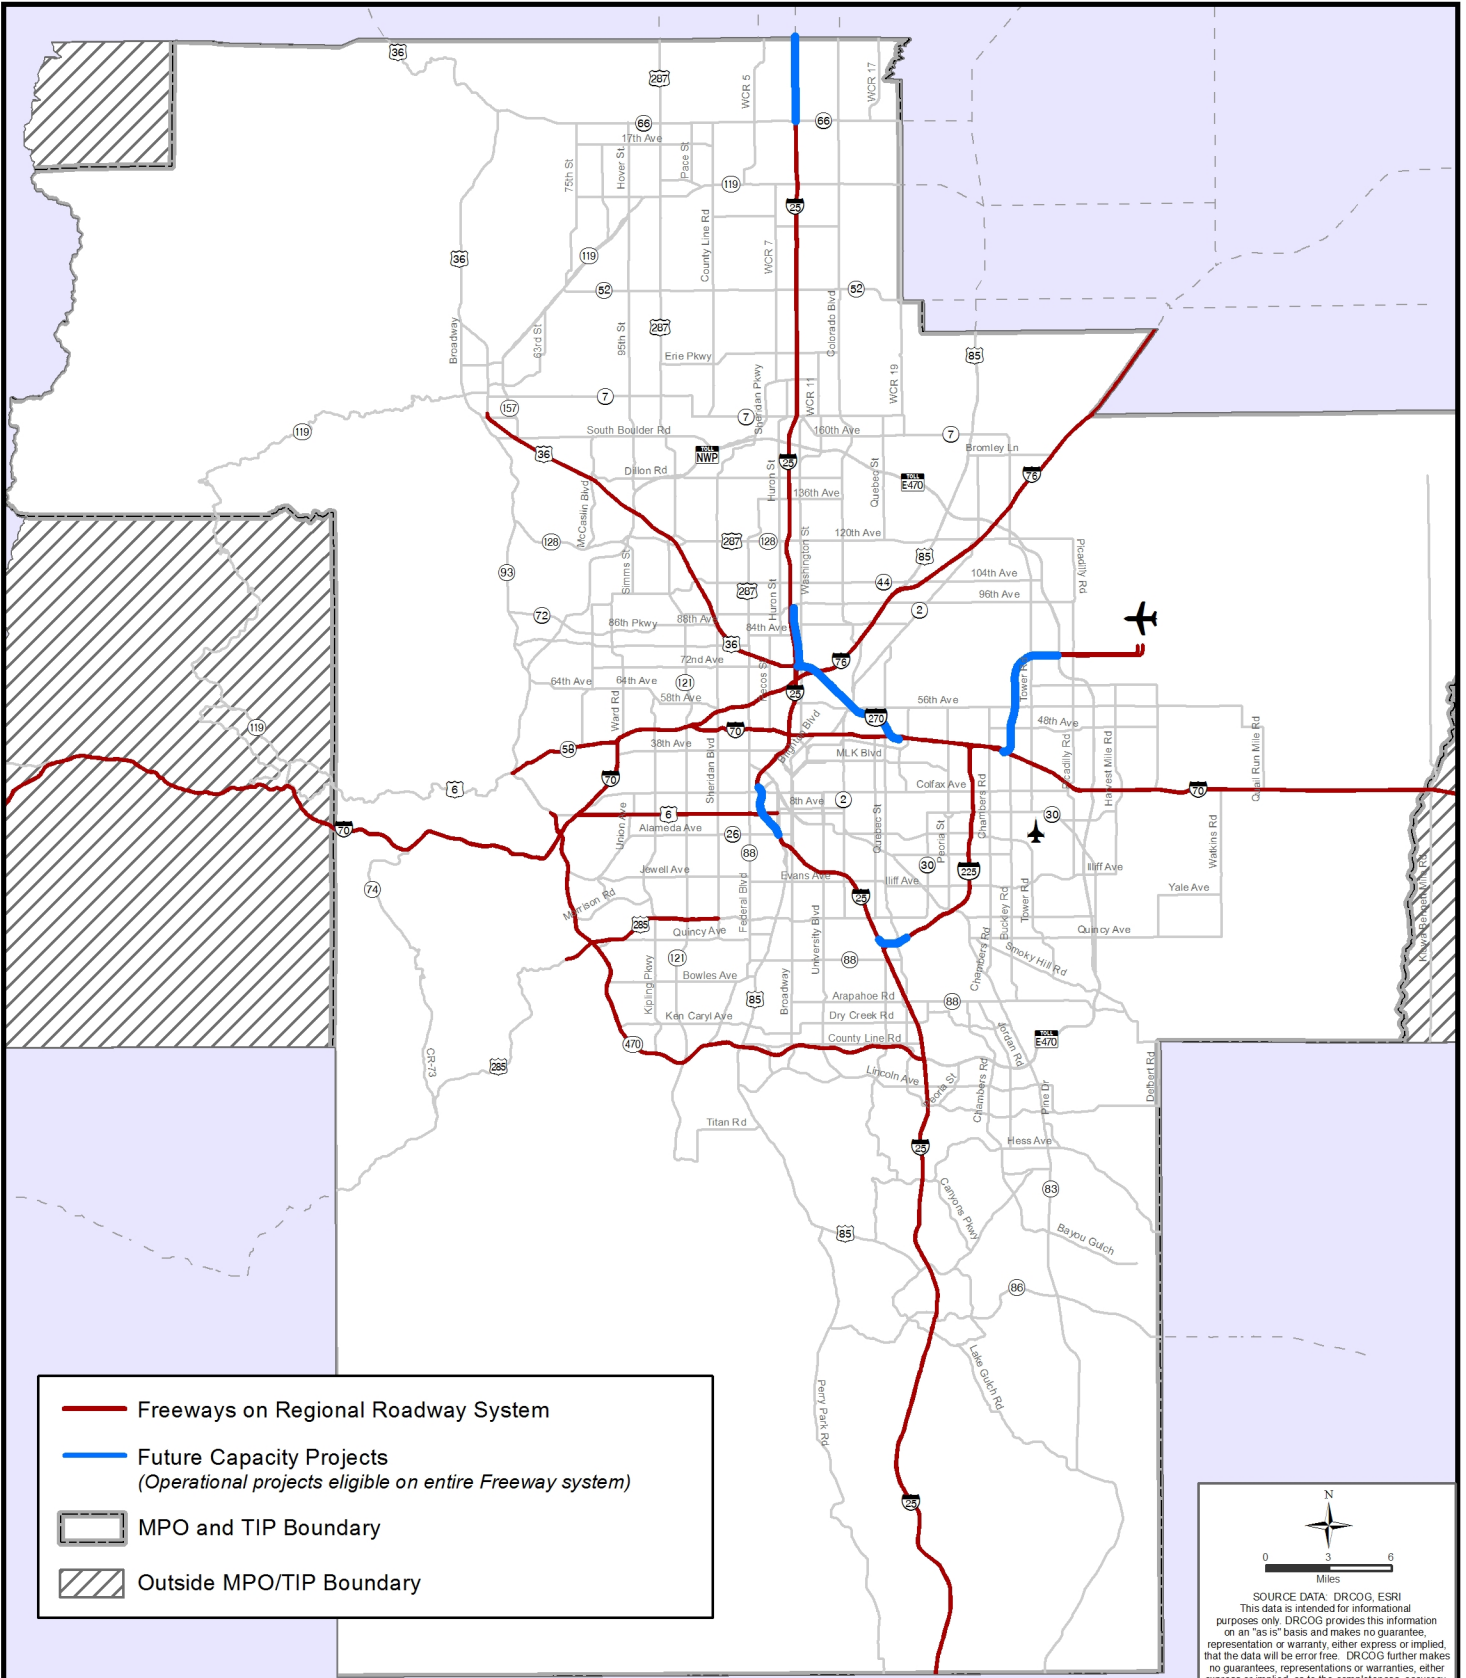 36
287
WCR 5
WCR 17
66
66
17th Ave
75th St
Hover St.
Pace St
119
25
County Line Rd
WCR 7
36
119
52
52
Broadway
63rd St
95th St
287
Colorado Blvd
Erie Pkwy
85
Sheridan Pkwy
WCR 11
WCR 19
157
7
7
119
South Boulder Rd
160th Ave
7
Bromley Ln
36
TOLL
NWP
25
Dillon Rd
Huron St
Quebec St
TOLL
E470
76
136th Ave
McCaslin Blvd
128
287
128
Washington St
120th Ave
85
Picadilly Rd
93
Simms St
287
Huron St
44
104th Ave
96th Ave
2
72
86th Pkwy
88th Ave
84th Ave
36
72nd Ave
76
64th Ave
64th Ave
121
58th Ave
25
Ward Rd
56th Ave
119
270
48th Ave
58
70
38th Ave
Sheridan Blvd
MLK Blvd
Picadilly Rd
Harvest Mile Rd
Quail Run Mile Rd
6
70
Colfax Ave
Chambers Rd
70
8th Ave
2
30
6
70
Union Ave
Alameda Ave
26
88
Quebec St
Peoria St
Watkins Rd
74
Jewell Ave
Evans Ave
Iliff Ave
30
225
Iliff Ave
Yale Ave
Kiowa Bennett Mile Rd
Morrison Rd
Federal Blvd
25
Buckley Rd
Tower Rd
285
Quincy Ave
University Blvd
Quincy Ave
121
88
Chambers Rd
Smoky Hill Rd
Kipling Pkwy
Bowles Ave
85
Broadway
Arapahoe Rd
88
Ken Caryl Ave
Dry Creek Rd
470
County Line Rd
Jordan Rd
TOLL
E470
CR-73
285
Lincoln Ave
Peoria St
Chambers Rd
Pine Dr
Delbert Rd
Titan Rd
25
Hess Ave
83
Canyons Pkwy
85
Bayou Gulch
86
Lake Gulch Rd
Perry Park Rd
25
Freeways on Regional Roadway System
Future Capacity Projects
(Operational projects eligible on entire Freeway system)
MPO and TIP Boundary
Outside MPO/TIP Boundary
N
0 3 6
Miles
SOURCE DATA: DRCOG, ESRI
This data is intended for informational
purposes only. DRCOG provides this information
on an "as is" basis and makes no guarantee,
representation or warranty, either express or implied,
that the data will be error free. DRCOG further makes
no guarantees, representations or warranties, either